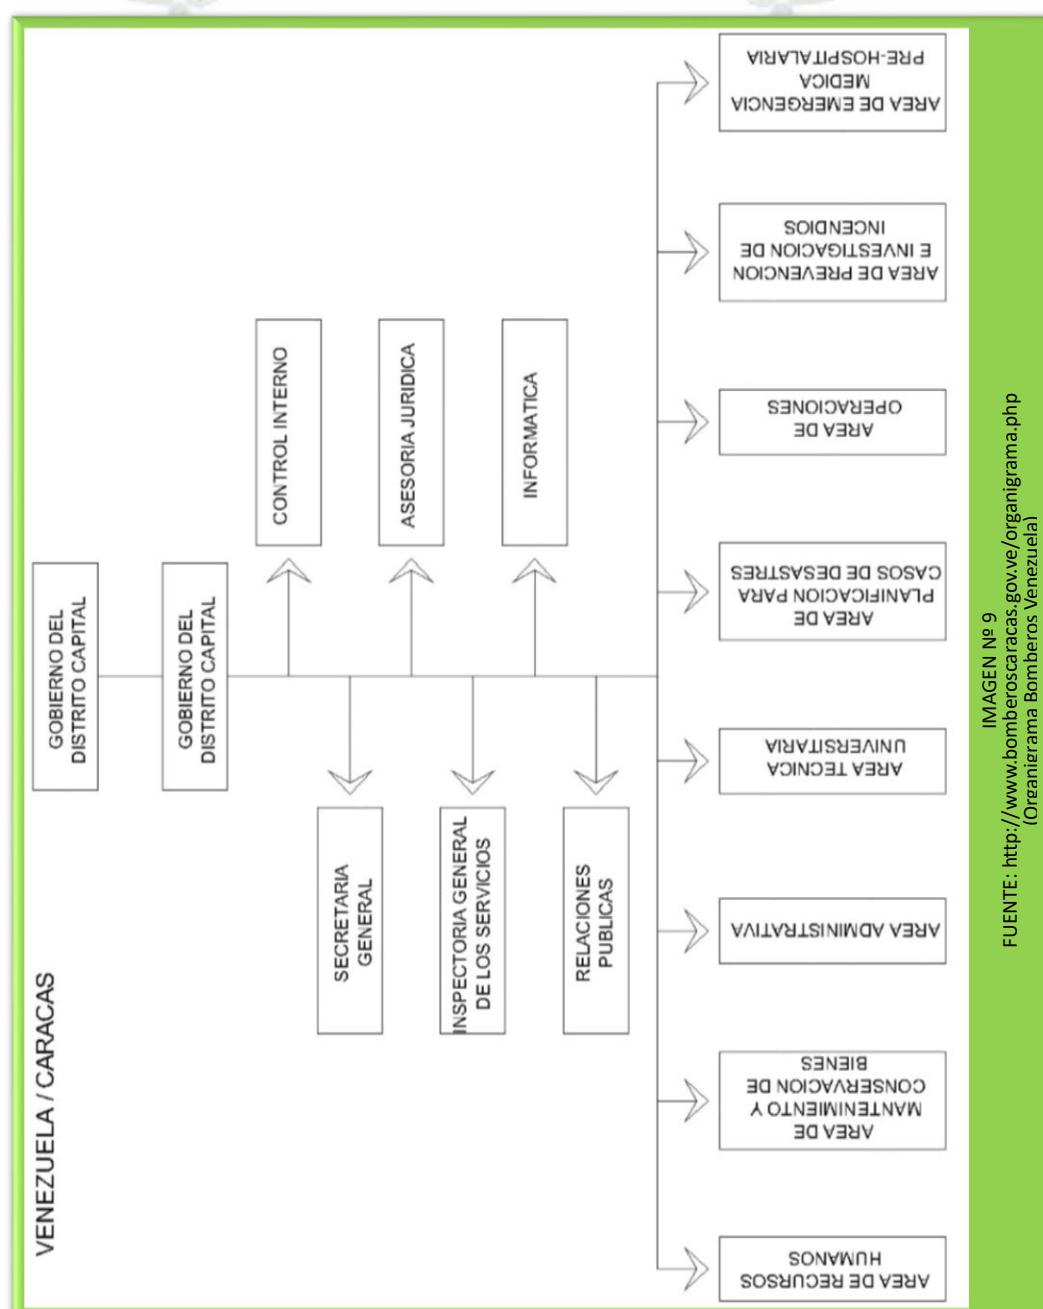 VENEZUELA / CARACAS
GOBIERNO DEL
DISTRITO CAPITAL
GOBIERNO DEL
DISTRITO CAPITAL
SECRETARIA
GENERAL
CONTROL INTERNO
INSPECTORIA GENERAL
DE LOS SERVICIOS
ASESORIA JURIDICA
RELACIONES
PUBLICAS
INFORMATICA
AREA DE RECURSOS
HUMANOS
AREA DE
MANTENIMIENTO Y
CONSERVACION DE
BIENES
AREA ADMINISTRATIVA
AREA TECNICA
UNIVERSITARIA
AREA DE
PLANIFICACION PARA
CASOS DE DESASTRES
AREA DE
OPERACIONES
AREA DE PREVENCION
E INVESTIGACION DE
INCENDIOS
AREA DE EMERGENCIA
MEDICA
PRE-HOSPITALARIA
IMAGEN Nº 9
FUENTE: http://www.bomberoscaracas.gov.ve/organigrama.php
(Organigrama Bomberos Venezuela)